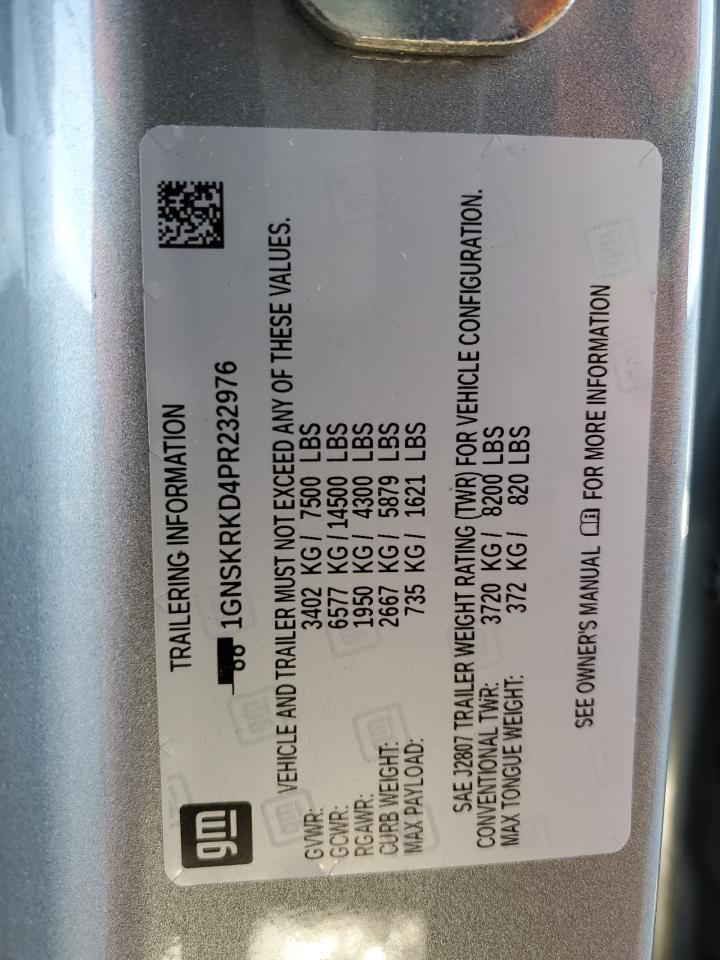 gm
TRAILERING INFORMATION
1GNSKRKD4PR232976
VEHICLE AND TRAILER MUST NOT EXCEED ANY OF THESE VALUES.
GVWR: 3402 KG / 7500 LBS
GCWR: 6577 KG / 14500 LBS
RGAWR: 1950 KG / 4300 LBS
CURB WEIGHT: 2667 KG / 5879 LBS
MAX PAYLOAD: 735 KG / 1621 LBS
SAE J2807 TRAILER WEIGHT RATING (TWR) FOR VEHICLE CONFIGURATION.
CONVENTIONAL TWR: 3720 KG / 8200 LBS
MAX TONGUE WEIGHT: 372 KG / 820 LBS
SEE OWNER'S MANUAL FOR MORE INFORMATION